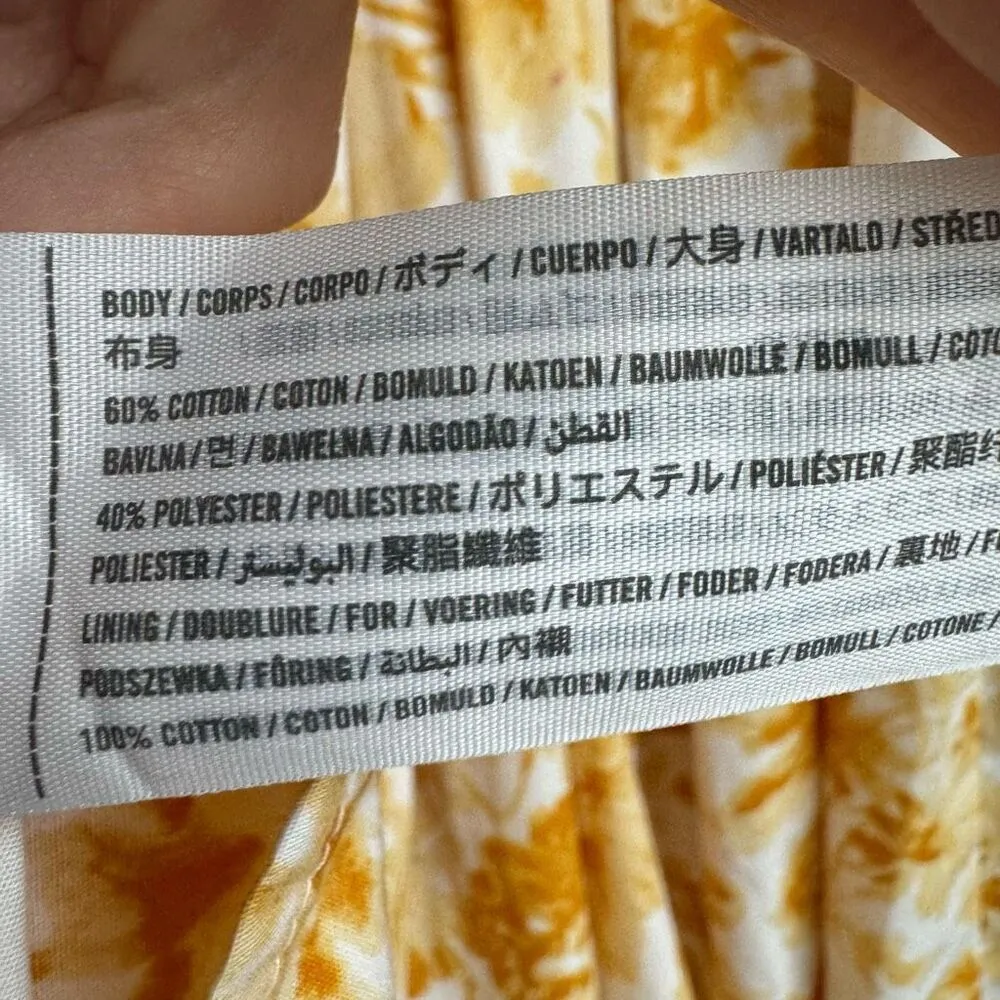 BODY / CORPS / CORPO / ボディ / CUERPO / 大身 / VARTALO / STŘED
布身
60% COTTON / COTON / BOMULD / KATOEN / BAUMWOLLE / BOMULL / COTO
BAVLNA / 면 / BAWEŁNA / ALGODÃO / القطن
40% POLYESTER / POLIESTERE / ポリエステル / POLIÉSTER / 聚酯纤
POLIESTER / البوليستر / 聚脂纖維
LINING / DOUBLURE / FOR / VOERING / FUTTER / FODER / FODERA / 裏地 / F
PODSZEWKA / FÔRING / البطانة / 內襯
100% COTTON / COTON / BOMULD / KATOEN / BAUMWOLLE / BOMULL / COTONE /